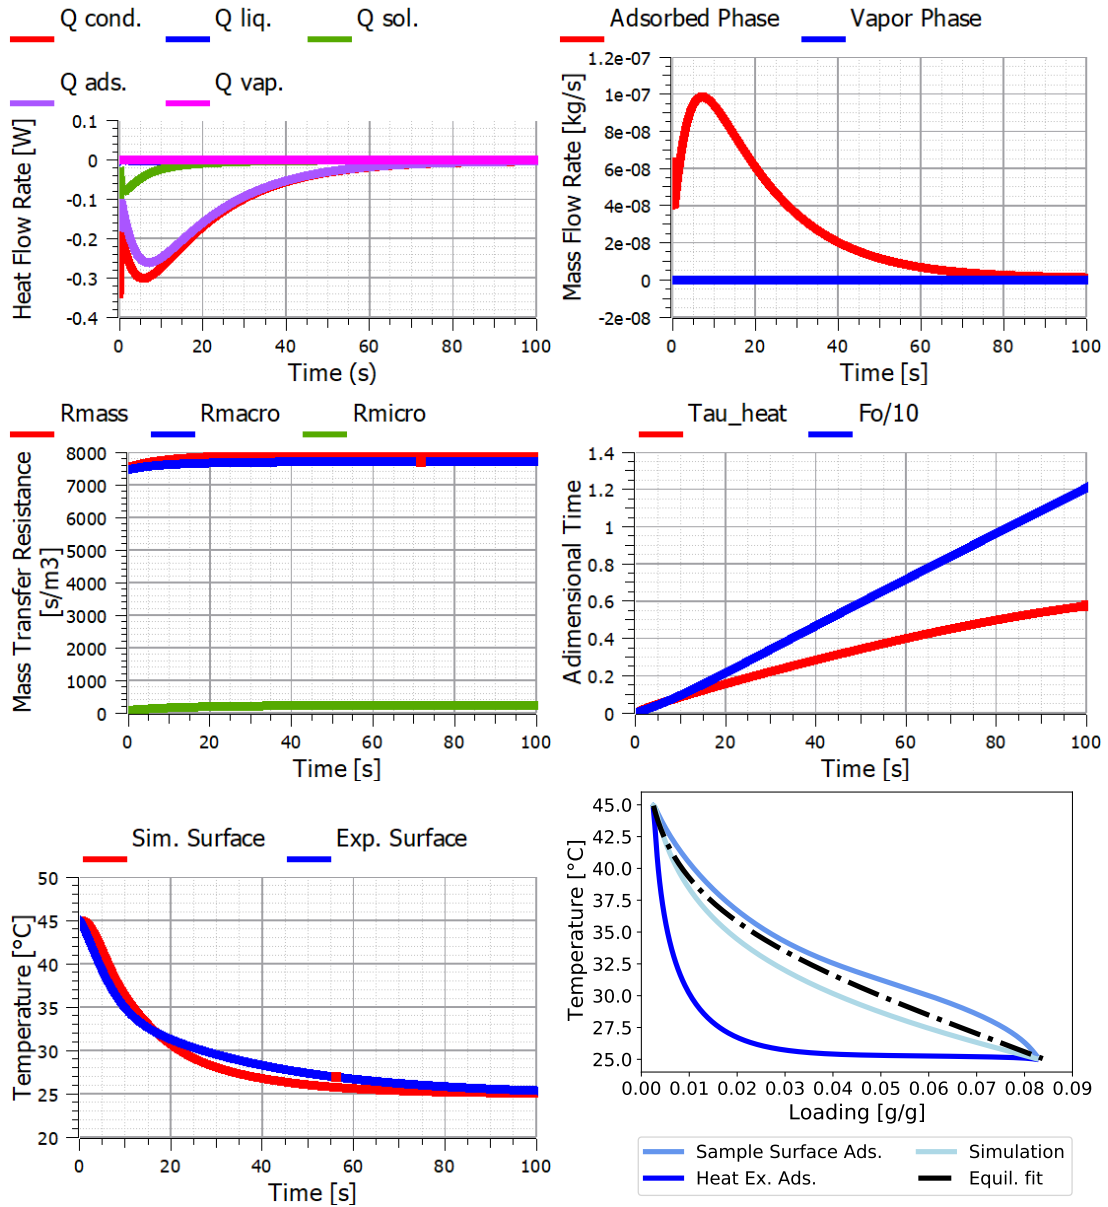 Q cond. Q liq. Q sol.
Q ads. Q vap.
Heat Flow Rate [W]
0.1
0
-0.1
-0.2
-0.3
-0.4
0 20 40 60 80 100
Time (s)
Adsorbed Phase Vapor Phase
Mass Flow Rate [kg/s]
1.2e-07
1e-07
8e-08
6e-08
4e-08
2e-08
0
-2e-08
0 20 40 60 80 100
Time [s]
Rmass Rmacro Rmicro
Mass Transfer Resistance
[s/m3]
8000
7000
6000
5000
4000
3000
2000
1000
0
0 20 40 60 80 100
Time [s]
Tau_heat Fo/10
Adimensional Time
1.4
1.2
1
0.8
0.6
0.4
0.2
0
0 20 40 60 80 100
Time [s]
Sim. Surface Exp. Surface
Temperature [°C]
50
45
40
35
30
25
20
0 20 40 60 80 100
Time [s]
Temperature [°C]
45.0
42.5
40.0
37.5
35.0
32.5
30.0
27.5
25.0
0.00 0.01 0.02 0.03 0.04 0.05 0.06 0.07 0.08 0.09
Loading [g/g]
Sample Surface Ads. Simulation
Heat Ex. Ads. Equil. fit